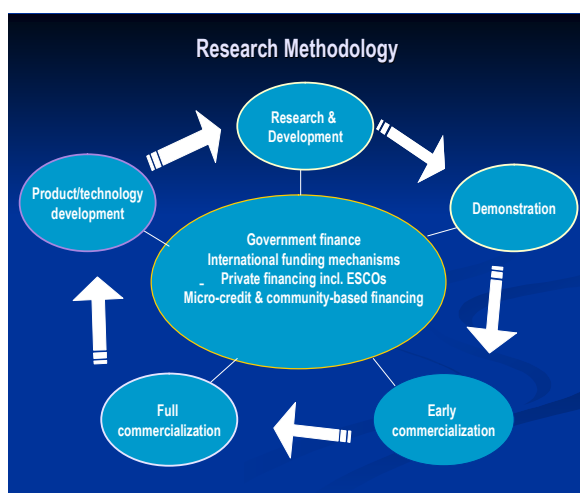 Research Methodology
Research &
Development
Product/technology
development
Demonstration
Government finance
International funding mechanisms
- Private financing incl. ESCOs
Micro-credit & community-based financing
Full
commercialization
Early
commercialization